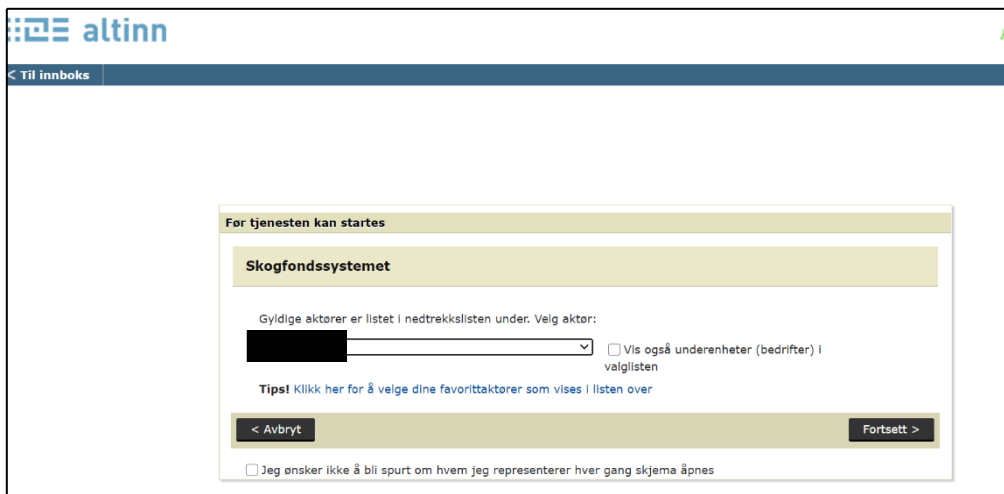 altinn
< Til innboks
Før tjenesten kan startes
Skogfondssystemet
Gyldige aktører er listet i nedtrekkslisten under. Velg aktør:
Vis også underenheter (bedrifter) i
valglisten
Tips! Klikk her for å velge dine favorittaktører som vises i listen over
< Avbryt
Fortsett >
Jeg ønsker ikke å bli spurt om hvem jeg representerer hver gang skjema åpnes